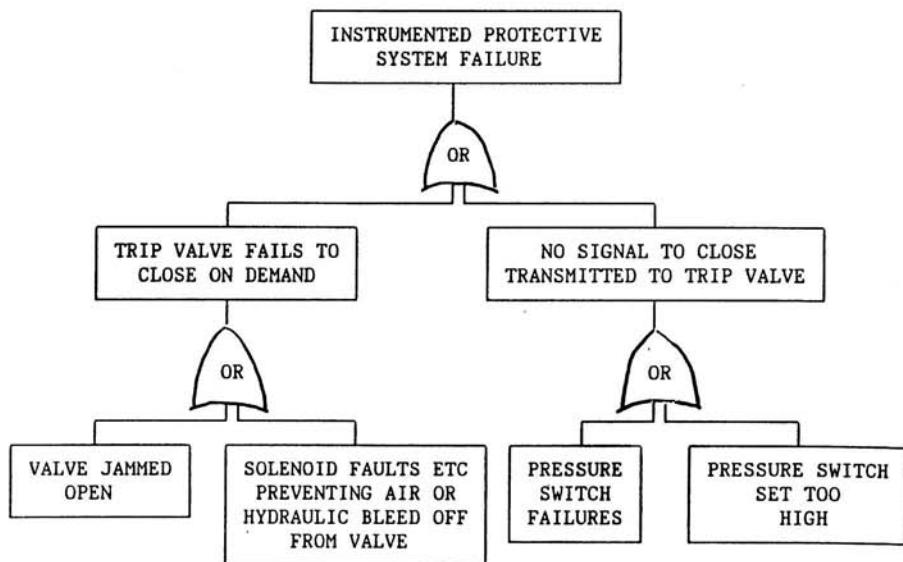 INSTRUMENTED PROTECTIVE
SYSTEM FAILURE
OR
TRIP VALVE FAILS TO
CLOSE ON DEMAND
NO SIGNAL TO CLOSE
TRANSMITTED TO TRIP VALVE
OR
OR
VALVE JAMMED
OPEN
SOLENOID FAULTS ETC
PREVENTING AIR OR
HYDRAULIC BLEED OFF
FROM VALVE
PRESSURE
SWITCH
FAILURES
PRESSURE SWITCH
SET TOO
HIGH